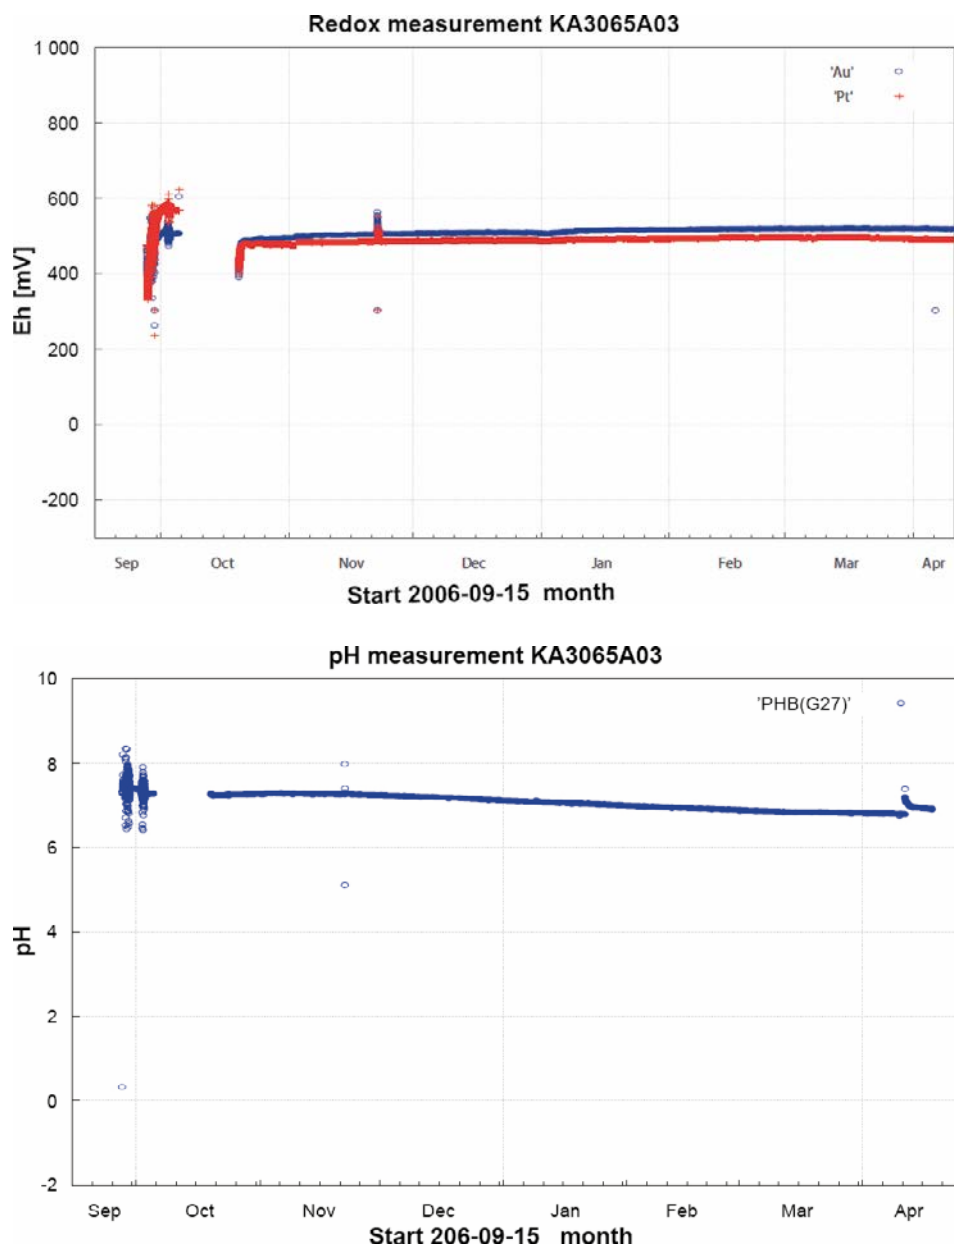 Redox measurement KA3065A03
1 000
'Au'
'Pt'
800
600
400
200
0
-200
Eh [mV]
Sep Oct Nov Dec Jan Feb Mar Apr
Start 2006-09-15 month
pH measurement KA3065A03
10
'PHB(G27)'
8
6
4
2
0
-2
pH
Sep Oct Nov Dec Jan Feb Mar Apr
Start 206-09-15 month